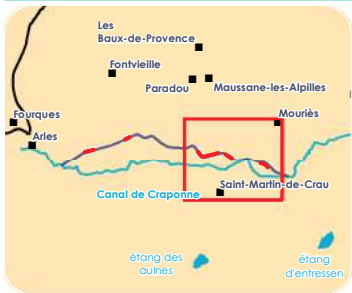 Les
Baux-de-Provence
Fontvieille
Paradou
Maussane-les-Alpilles
Fourques
Mouriès
Arles
Saint-Martin-de-Crau
Canal de Craponne
étang des
aulnes
étang
d'entressen